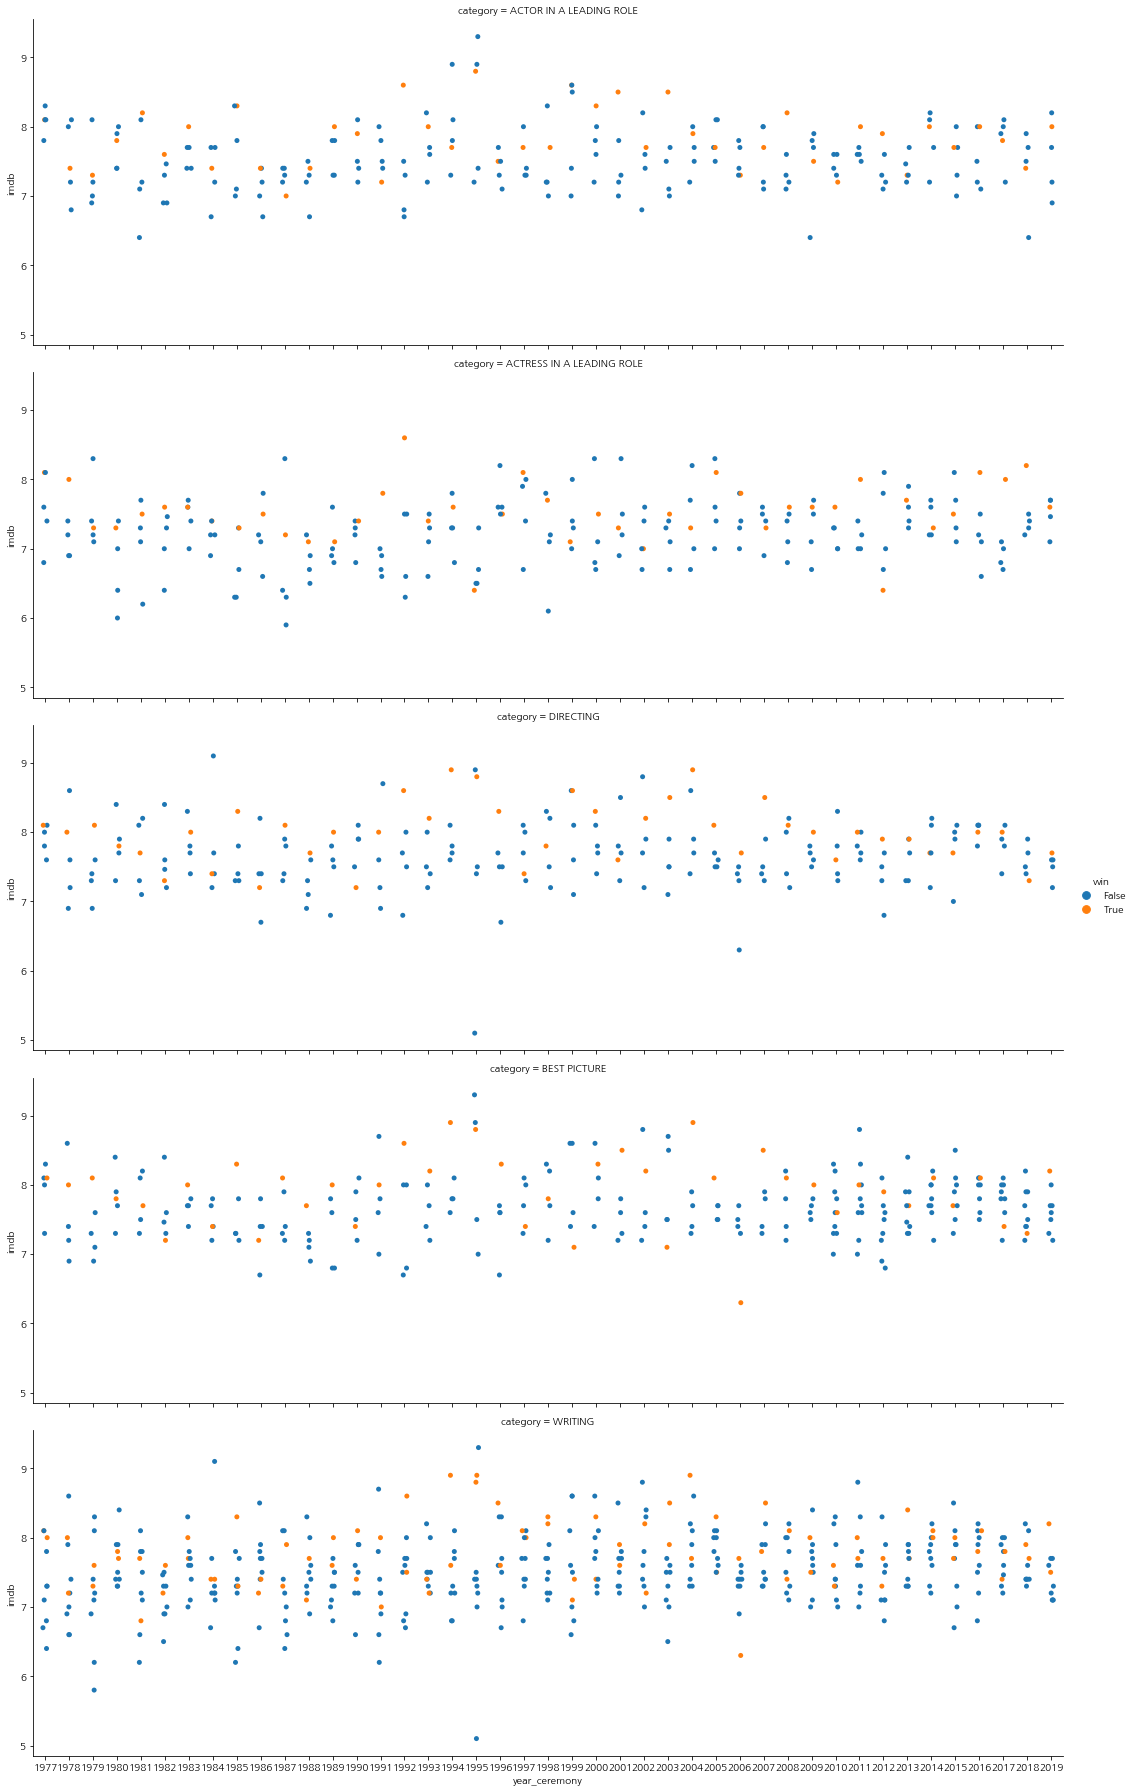 category = ACTOR IN A LEADING ROLE
9
8
7
6
5
imdb
category = ACTRESS IN A LEADING ROLE
9
8
7
6
5
imdb
category = DIRECTING
9
8
7
6
5
imdb
win
False
True
category = BEST PICTURE
9
8
7
6
5
imdb
category = WRITING
9
8
7
6
5
imdb
1977 1978 1979 1980 1981 1982 1983 1984 1985 1986 1987 1988 1989 1990 1991 1992 1993 1994 1995 1996 1997 1998 1999 2000 2001 2002 2003 2004 2005 2006 2007 2008 2009 2010 2011 2012 2013 2014 2015 2016 2017 2018 2019
year_ceremony